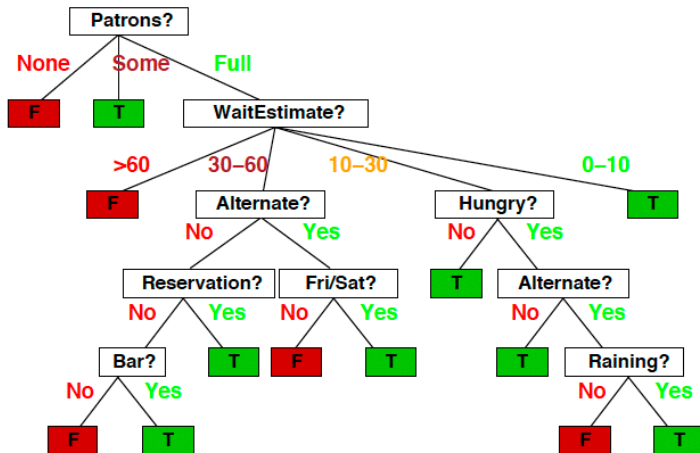 Patrons?
None Some Full
F T WaitEstimate?
>60 30–60 10–30 0–10
F Alternate? Hungry? T
No Yes No Yes
Reservation? Fri/Sat? T Alternate?
No Yes No Yes No Yes
Bar? T F T T Raining?
No Yes No Yes
F T F T